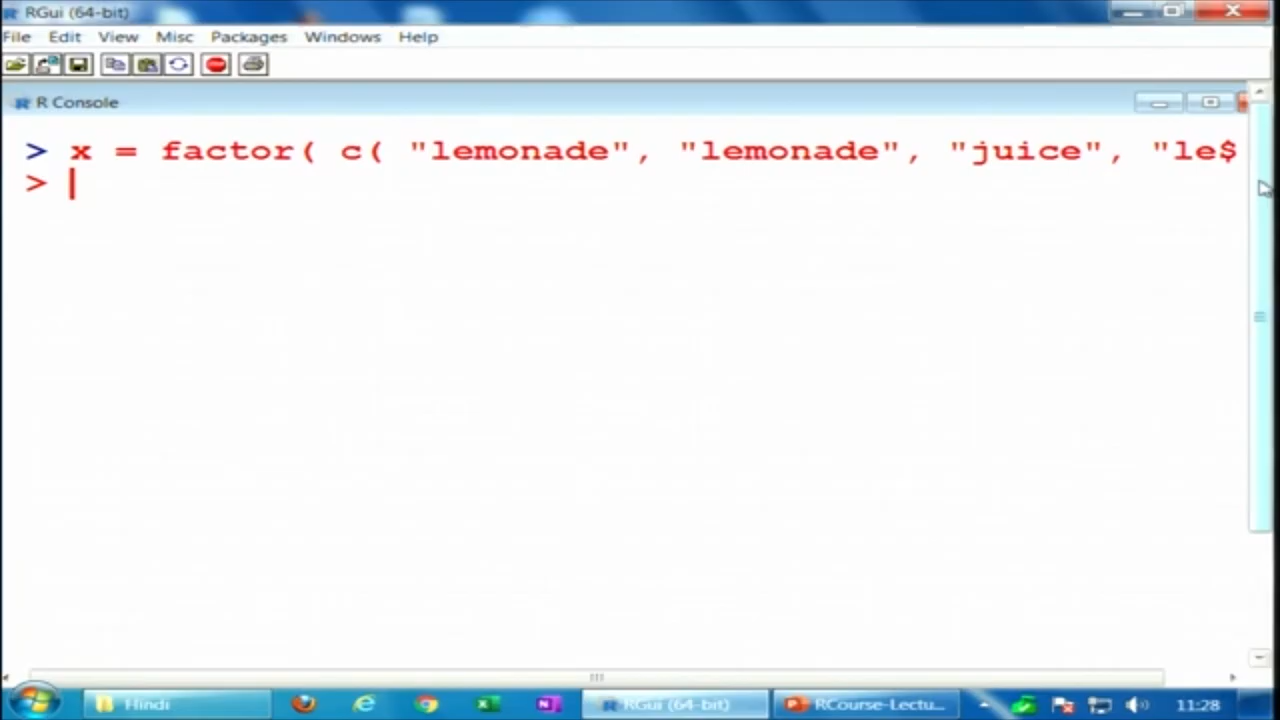 RGui (64-bit)
File Edit View Misc Packages Windows Help
R Console
> x = factor( c( "lemonade", "lemonade", "juice", "le$
>
Hindi RGui (64-bit) RCourse-Lectu... 11:28